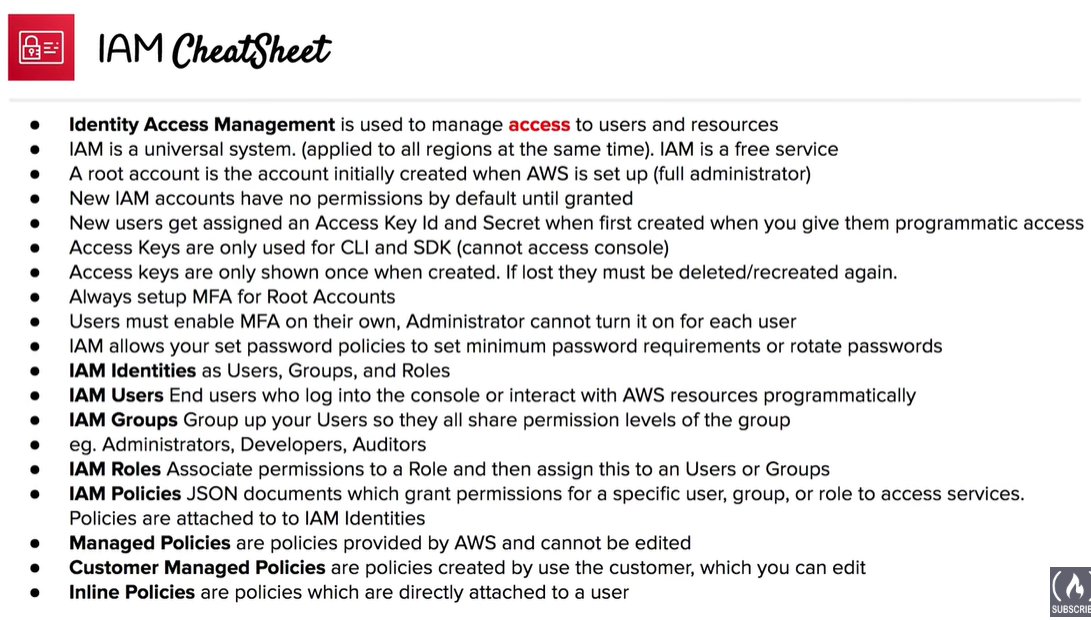 IAM CheatSheet
● Identity Access Management is used to manage access to users and resources
● IAM is a universal system. (applied to all regions at the same time). IAM is a free service
● A root account is the account initially created when AWS is set up (full administrator)
● New IAM accounts have no permissions by default until granted
● New users get assigned an Access Key Id and Secret when first created when you give them programmatic access
● Access Keys are only used for CLI and SDK (cannot access console)
● Access keys are only shown once when created. If lost they must be deleted/recreated again.
● Always setup MFA for Root Accounts
● Users must enable MFA on their own, Administrator cannot turn it on for each user
● IAM allows your set password policies to set minimum password requirements or rotate passwords
● IAM Identities as Users, Groups, and Roles
● IAM Users End users who log into the console or interact with AWS resources programmatically
● IAM Groups Group up your Users so they all share permission levels of the group
● eg. Administrators, Developers, Auditors
● IAM Roles Associate permissions to a Role and then assign this to an Users or Groups
● IAM Policies JSON documents which grant permissions for a specific user, group, or role to access services.
Policies are attached to to IAM Identities
● Managed Policies are policies provided by AWS and cannot be edited
● Customer Managed Policies are policies created by use the customer, which you can edit
● Inline Policies are policies which are directly attached to a user
SUBSCRIBE